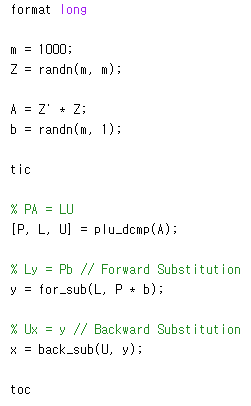 format long
m = 1000;
Z = randn(m, m);
A = Z' * Z;
b = randn(m, 1);
tic
% PA = LU
[P, L, U] = plu_dcmp(A);
% Ly = Pb // Forward Substitution
y = for_sub(L, P * b);
% Ux = y // Backward Substitution
x = back_sub(U, y);
toc